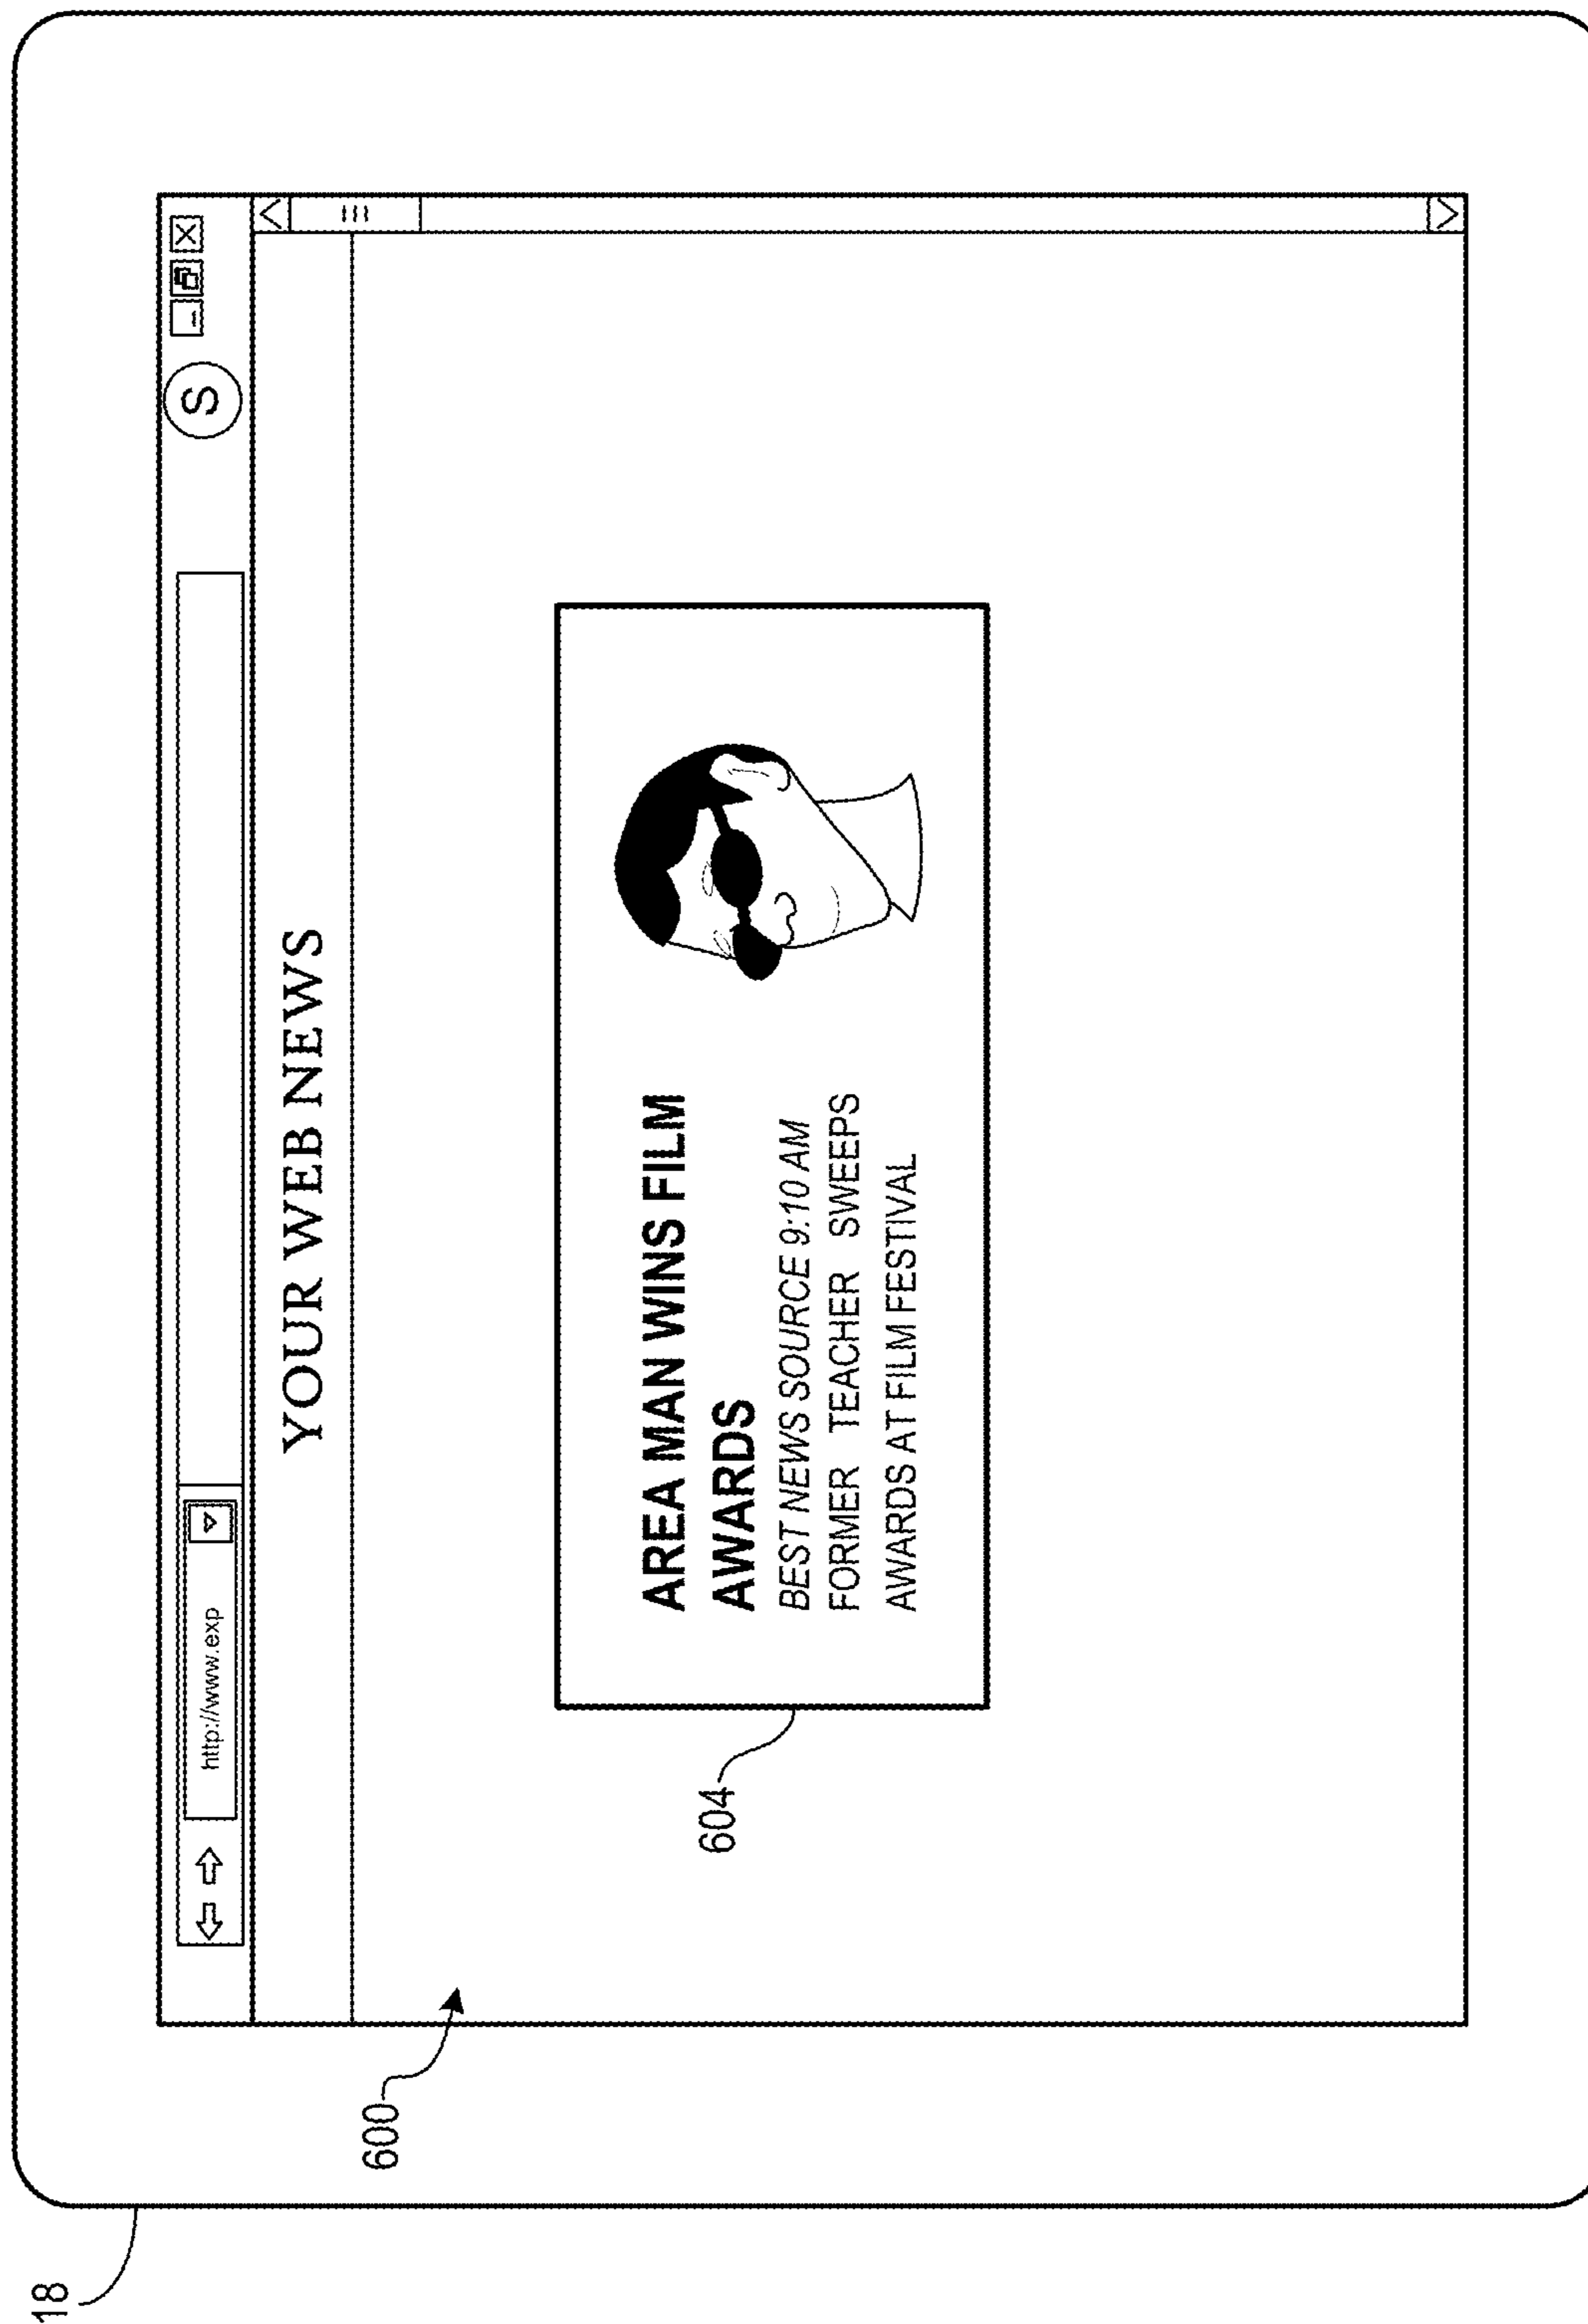 18
http://www.exp
S
YOUR WEB NEWS
600
604
AREA MAN WINS FILM
AWARDS
BEST NEWS SOURCE 9:10 AM
FORMER TEACHER SWEEPS
AWARDS AT FILM FESTIVAL